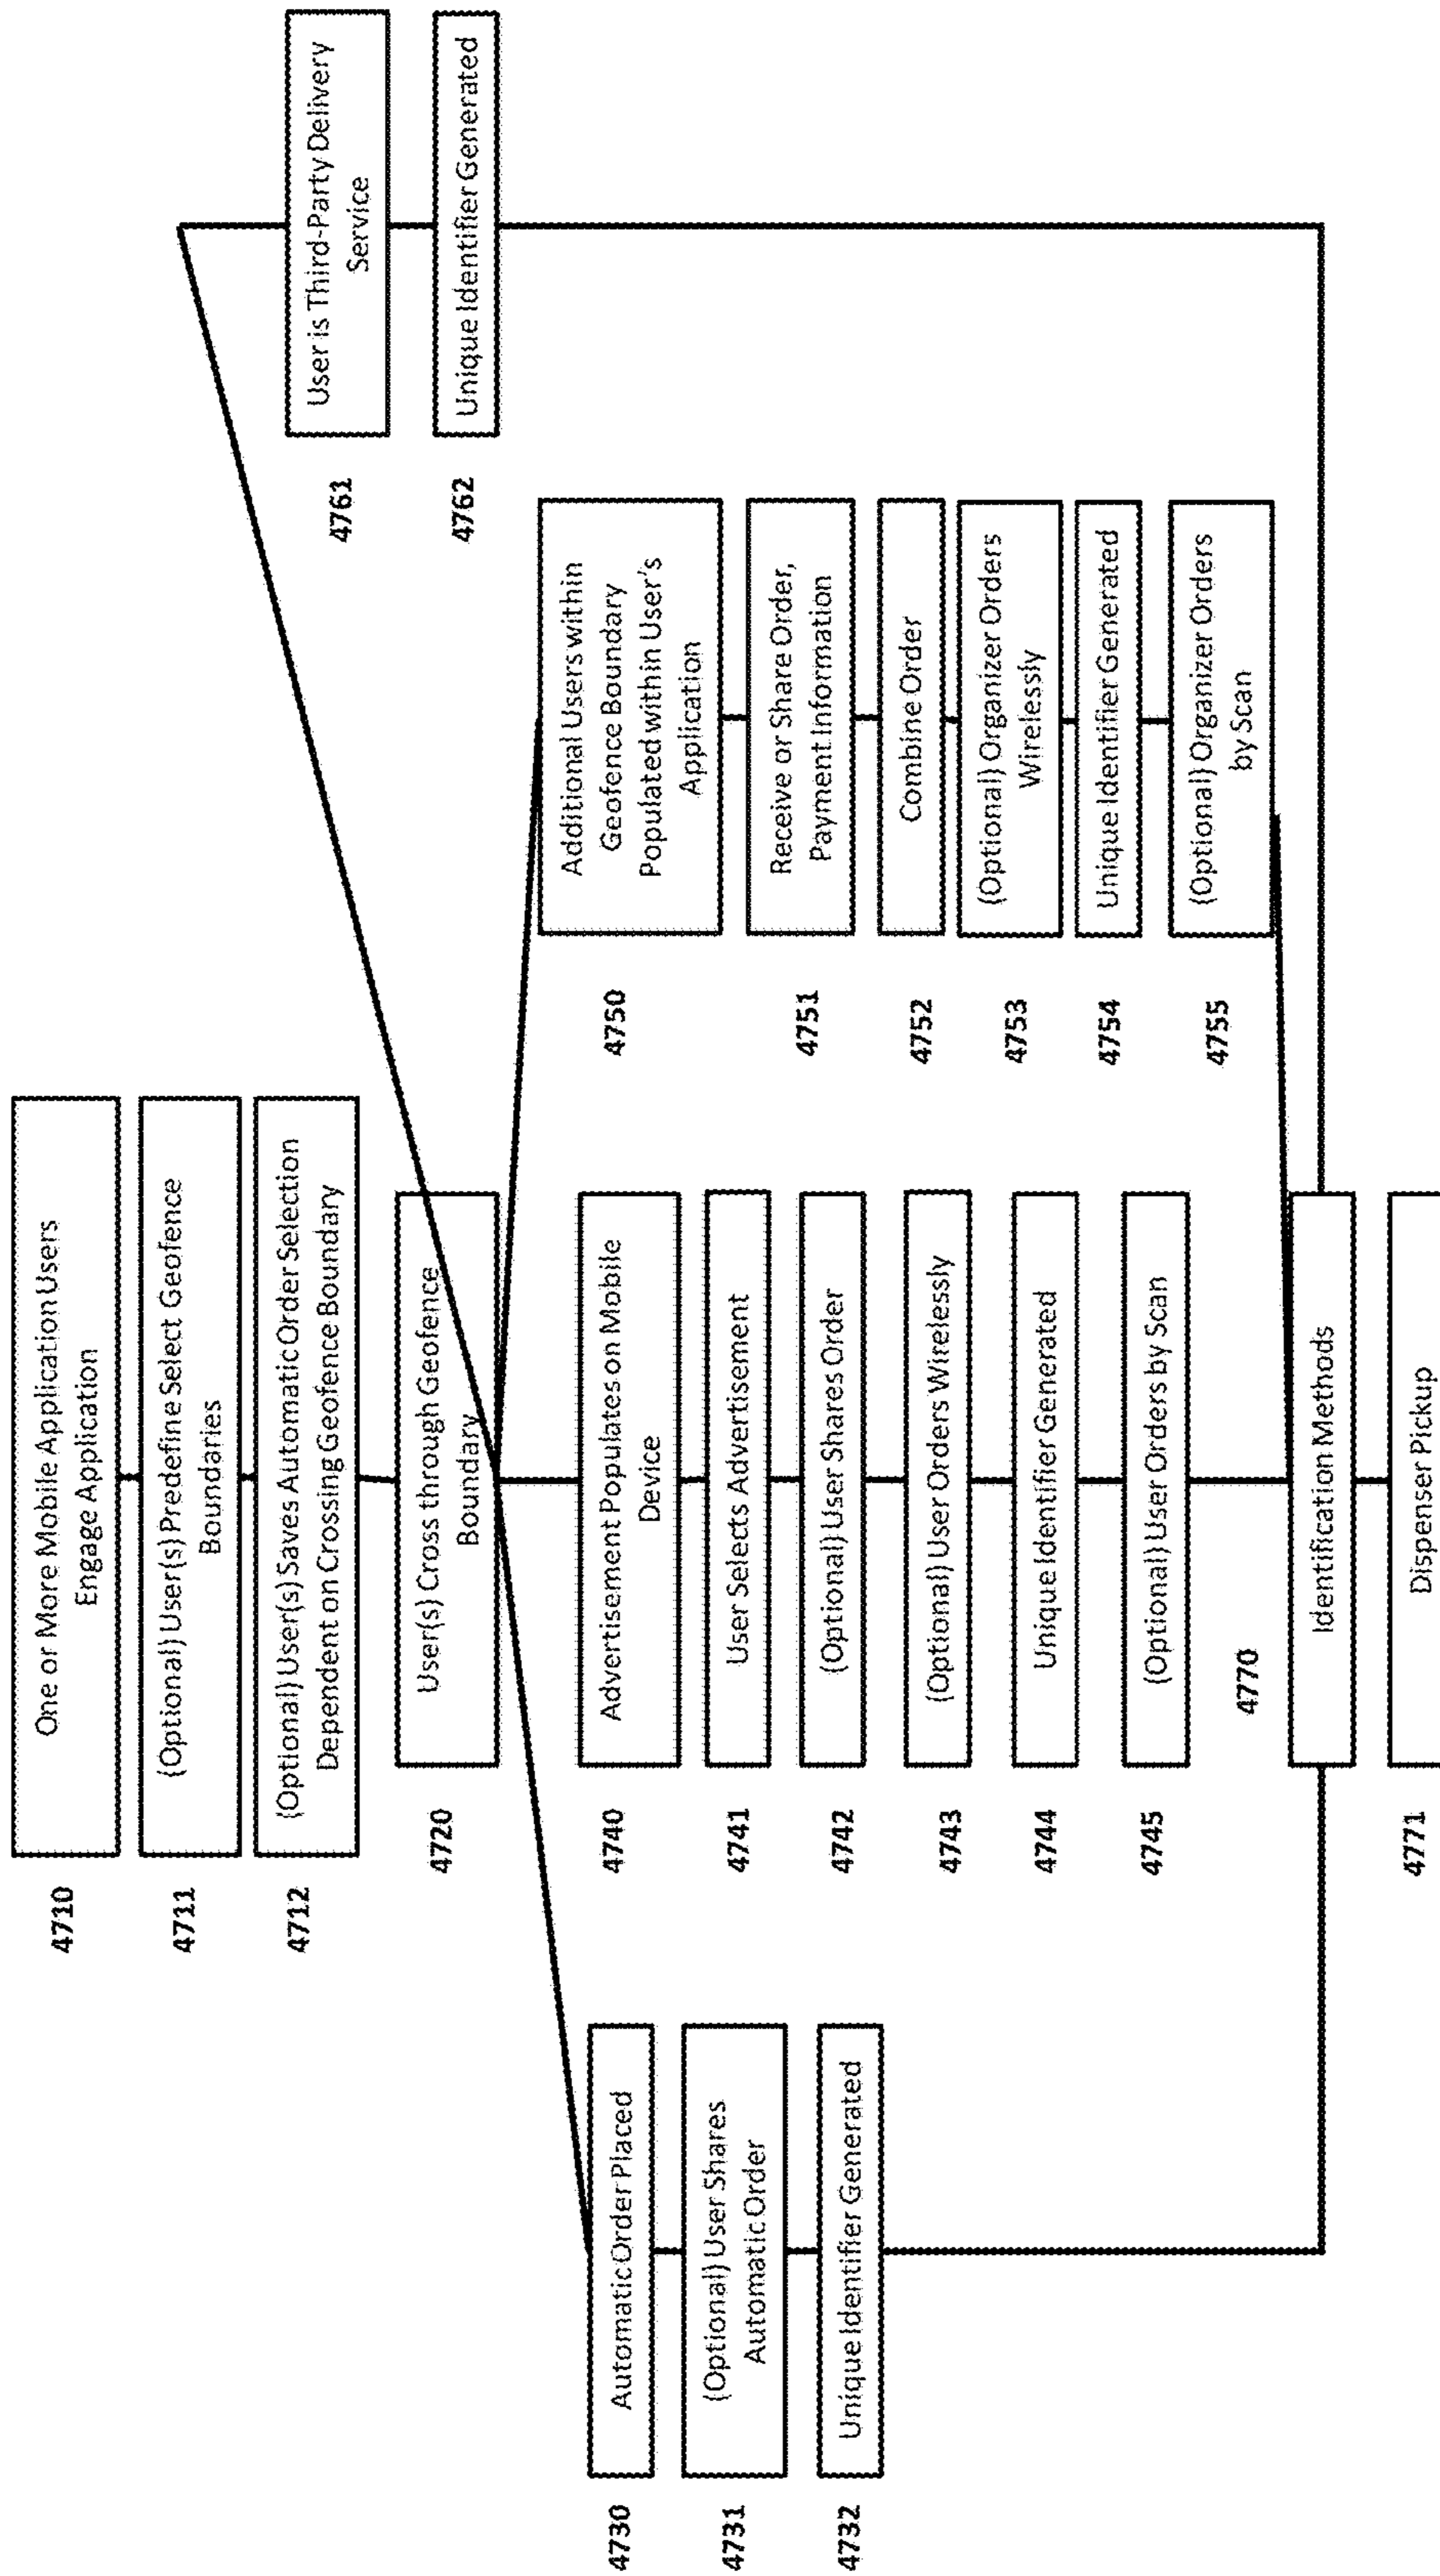 4710
One or More Mobile Application Users
Engage Application
4711
(Optional) User(s) Predefine Select Geofence
Boundaries
4712
(Optional) User(s) Saves Automatic Order Selection
Dependent on Crossing Geofence Boundary
4720
User(s) Cross through Geofence
Boundary
4730
Automatic Order Placed
4731
(Optional) User Shares
Automatic Order
4732
Unique Identifier Generated
4740
Advertisement Populates on Mobile
Device
4741
User Selects Advertisement
4742
(Optional) User Shares Order
4743
(Optional) User Orders Wirelessly
4744
Unique Identifier Generated
4745
(Optional) User Orders by Scan
4750
Additional Users within
Geofence Boundary
Populated within User's
Application
4751
Receive or Share Order,
Payment Information
4752
Combine Order
4753
(Optional) Organizer Orders
Wirelessly
4754
Unique Identifier Generated
4755
(Optional) Organizer Orders
by Scan
4761
User is Third-Party Delivery
Service
4762
Unique Identifier Generated
4770
Identification Methods
4771
Dispenser Pickup